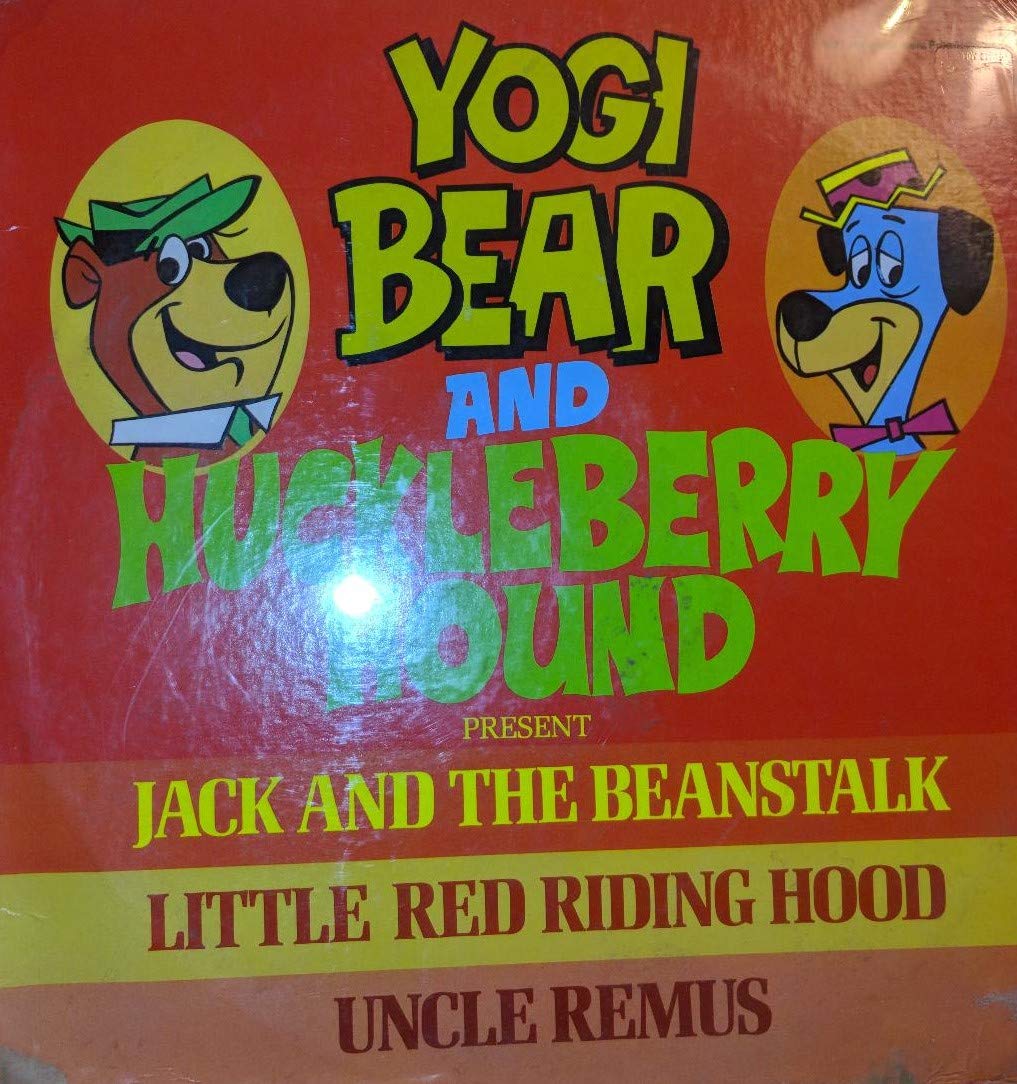 YOGI
BEAR
AND
HUCKLEBERRY
HOUND
PRESENT
JACK AND THE BEANSTALK
LITTLE RED RIDING HOOD
UNCLE REMUS